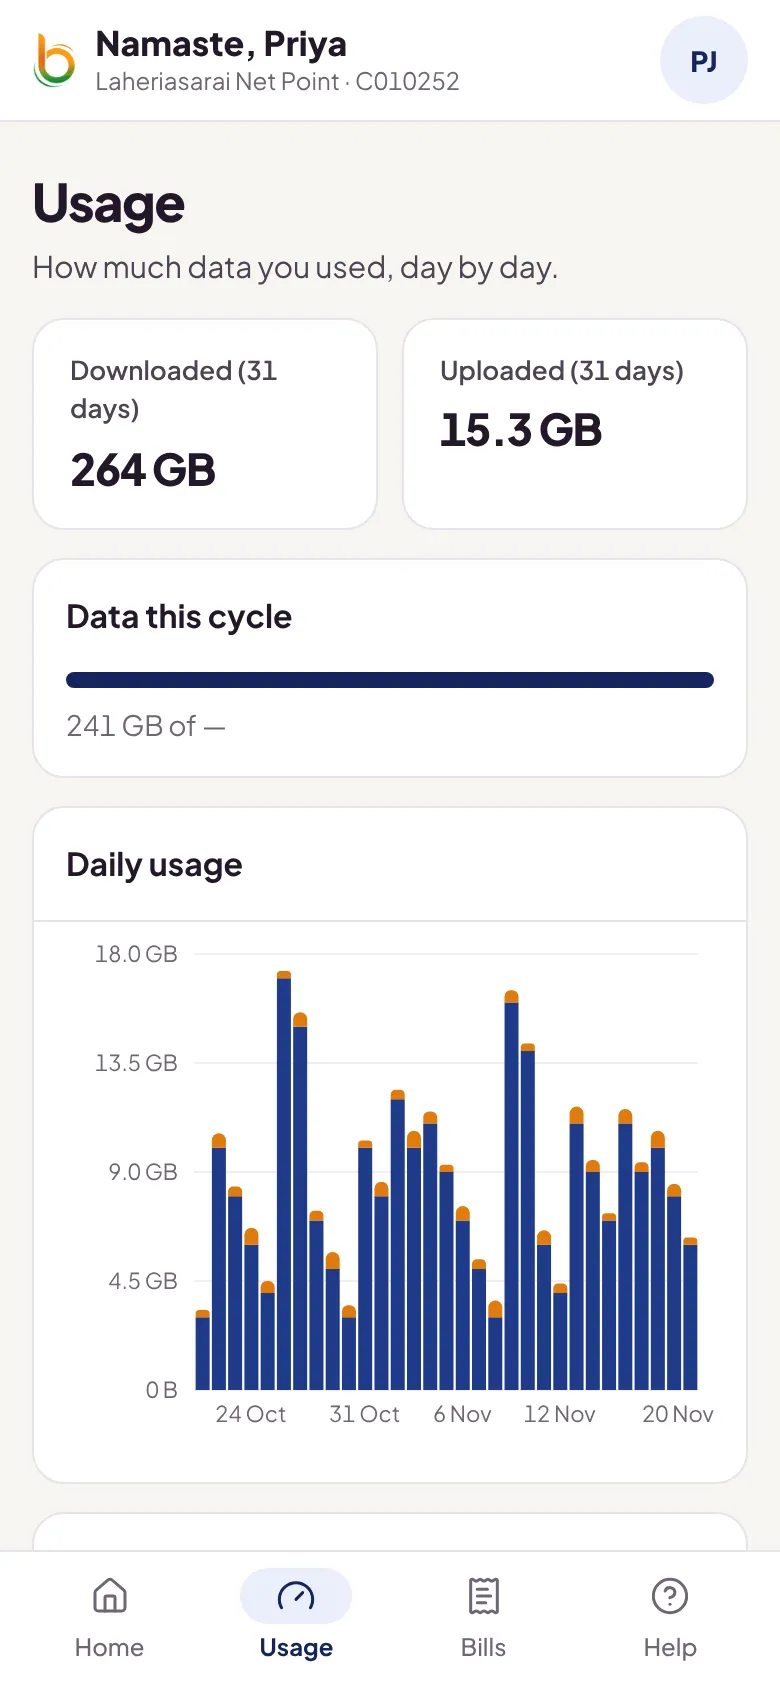 Namaste, Priya
Laheriasarai Net Point · C010252
PJ
Usage
How much data you used, day by day.
Downloaded (31
days)
264 GB
Uploaded (31 days)
15.3 GB
Data this cycle
241 GB of —
Daily usage
18.0 GB
13.5 GB
9.0 GB
4.5 GB
0 B
24 Oct 31 Oct 6 Nov 12 Nov 20 Nov
Home Usage Bills Help